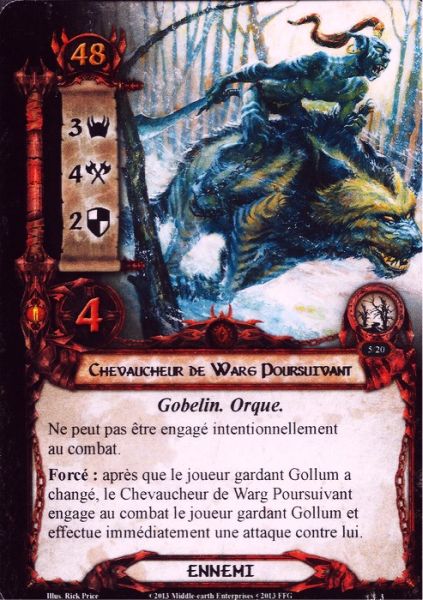 48
3
4
2
4
5/20
Chevaucheur de Warg Poursuivant
Gobelin. Orque.
Ne peut pas être engagé intentionnellement
au combat.
Forcé : après que le joueur gardant Gollum a
changé, le Chevaucheur de Warg Poursuivant
engage au combat le joueur gardant Gollum et
effectue immédiatement une attaque contre lui.
ENNEMI
Illus. Rick Price ©2013 Middle-earth Enterprises ©2013 FFG